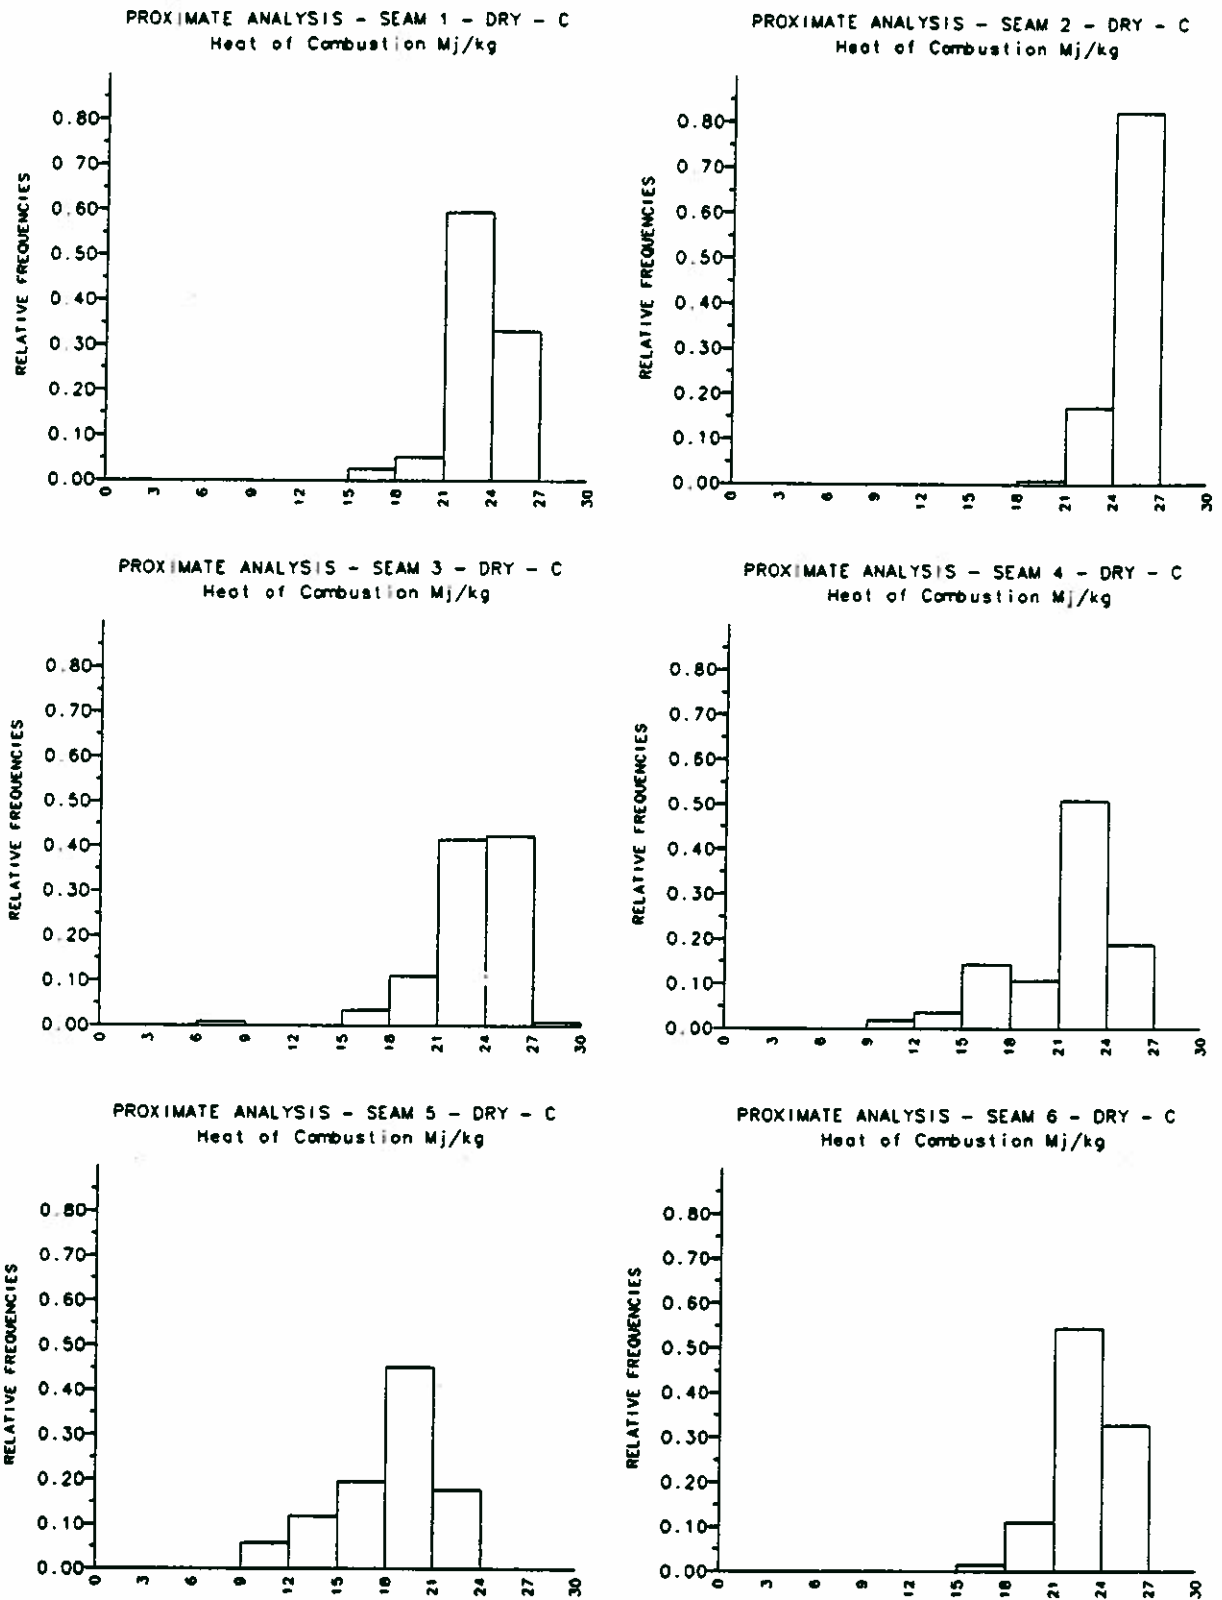 PROXIMATE ANALYSIS - SEAM 1 - DRY - C
Heat of Combustion Mj/kg
RELATIVE FREQUENCIES
0.80
0.70
0.60
0.50
0.40
0.30
0.20
0.10
0.00
0 3 6 9 12 15 18 21 24 27 30
PROXIMATE ANALYSIS - SEAM 2 - DRY - C
Heat of Combustion Mj/kg
RELATIVE FREQUENCIES
0.80
0.70
0.60
0.50
0.40
0.30
0.20
0.10
0.00
0 3 6 9 12 15 18 21 24 27 30
PROXIMATE ANALYSIS - SEAM 3 - DRY - C
Heat of Combustion Mj/kg
RELATIVE FREQUENCIES
0.80
0.70
0.60
0.50
0.40
0.30
0.20
0.10
0.00
0 3 6 9 12 15 18 21 24 27 30
PROXIMATE ANALYSIS - SEAM 4 - DRY - C
Heat of Combustion Mj/kg
RELATIVE FREQUENCIES
0.80
0.70
0.60
0.50
0.40
0.30
0.20
0.10
0.00
0 3 6 9 12 15 18 21 24 27 30
PROXIMATE ANALYSIS - SEAM 5 - DRY - C
Heat of Combustion Mj/kg
RELATIVE FREQUENCIES
0.80
0.70
0.60
0.50
0.40
0.30
0.20
0.10
0.00
0 3 6 9 12 15 18 21 24 27 30
PROXIMATE ANALYSIS - SEAM 6 - DRY - C
Heat of Combustion Mj/kg
RELATIVE FREQUENCIES
0.80
0.70
0.60
0.50
0.40
0.30
0.20
0.10
0.00
0 3 6 9 12 15 18 21 24 27 30